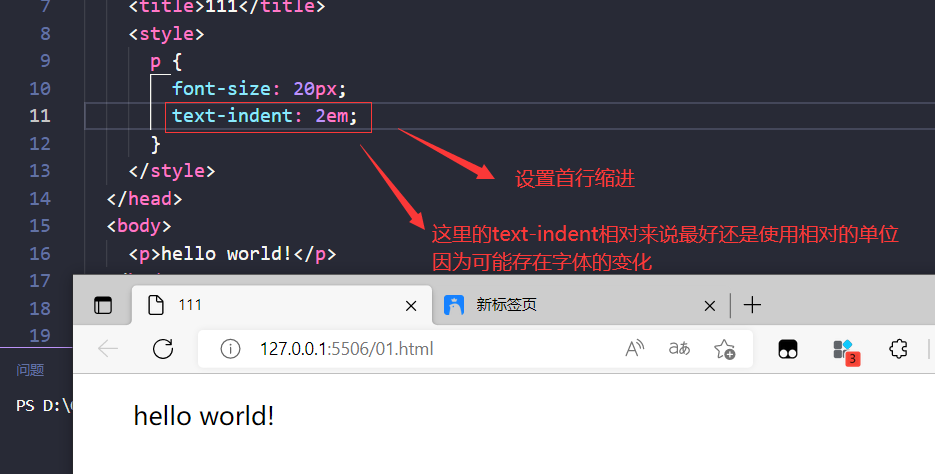 7 <title>111</title>
8 <style>
9 p {
10 font-size: 20px;
11 text-indent: 2em;
12 }
13 </style>
14 </head>
15 <body>
16 <p>hello world!</p>
17
18
19
设置首行缩进
这里的text-indent相对来说最好还是使用相对的单位
因为可能存在字体的变化
问题
PS D:\
111
新标签页
127.0.0.1:5506/01.html
A
aあ
3
hello world!